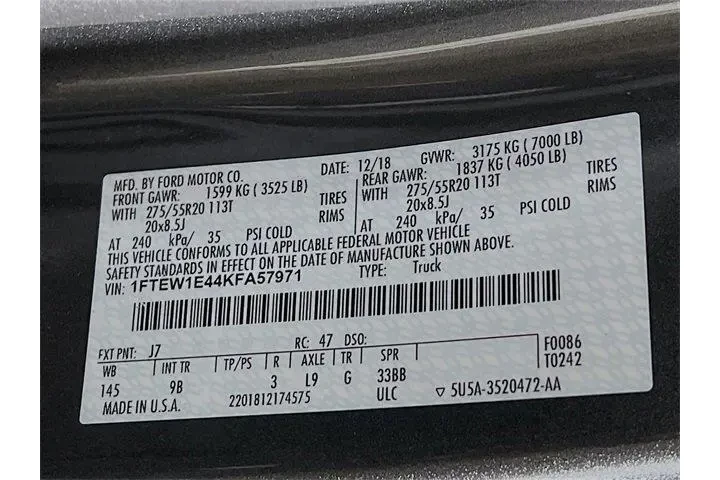 MFD. BY FORD MOTOR CO.
DATE: 12/18 GVWR: 3175 KG ( 7000 LB)
FRONT GAWR: 1599 KG ( 3525 LB) REAR GAWR: 1837 KG ( 4050 LB)
WITH 275/55R20 113T TIRES WITH 275/55R20 113T TIRES
20x8.5J RIMS 20x8.5J RIMS
AT 240 kPa/ 35 PSI COLD AT 240 kPa/ 35 PSI COLD
THIS VEHICLE CONFORMS TO ALL APPLICABLE FEDERAL MOTOR VEHICLE
SAFETY STANDARDS IN EFFECT ON THE DATE OF MANUFACTURE SHOWN ABOVE.
VIN: 1FTEW1E44KFA57971 TYPE: Truck
EXT PNT: J7 RC: 47 DSO: F0086
WB INT TR TP/PS R AXLE TR SPR T0242
145 9B 3 L9 G 33BB
MADE IN U.S.A. 2201812174575 ULC ▽ 5U5A-3520472-AA